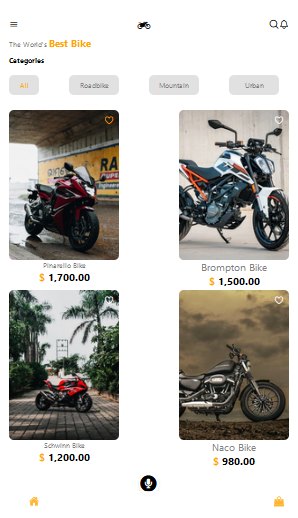 The World's Best Bike
Categories
All Roadbike Mountain Urban
Pinarello Bike
$ 1,700.00
Brompton Bike
$ 1,500.00
Schwinn Bike
$ 1,200.00
Naco Bike
$ 980.00